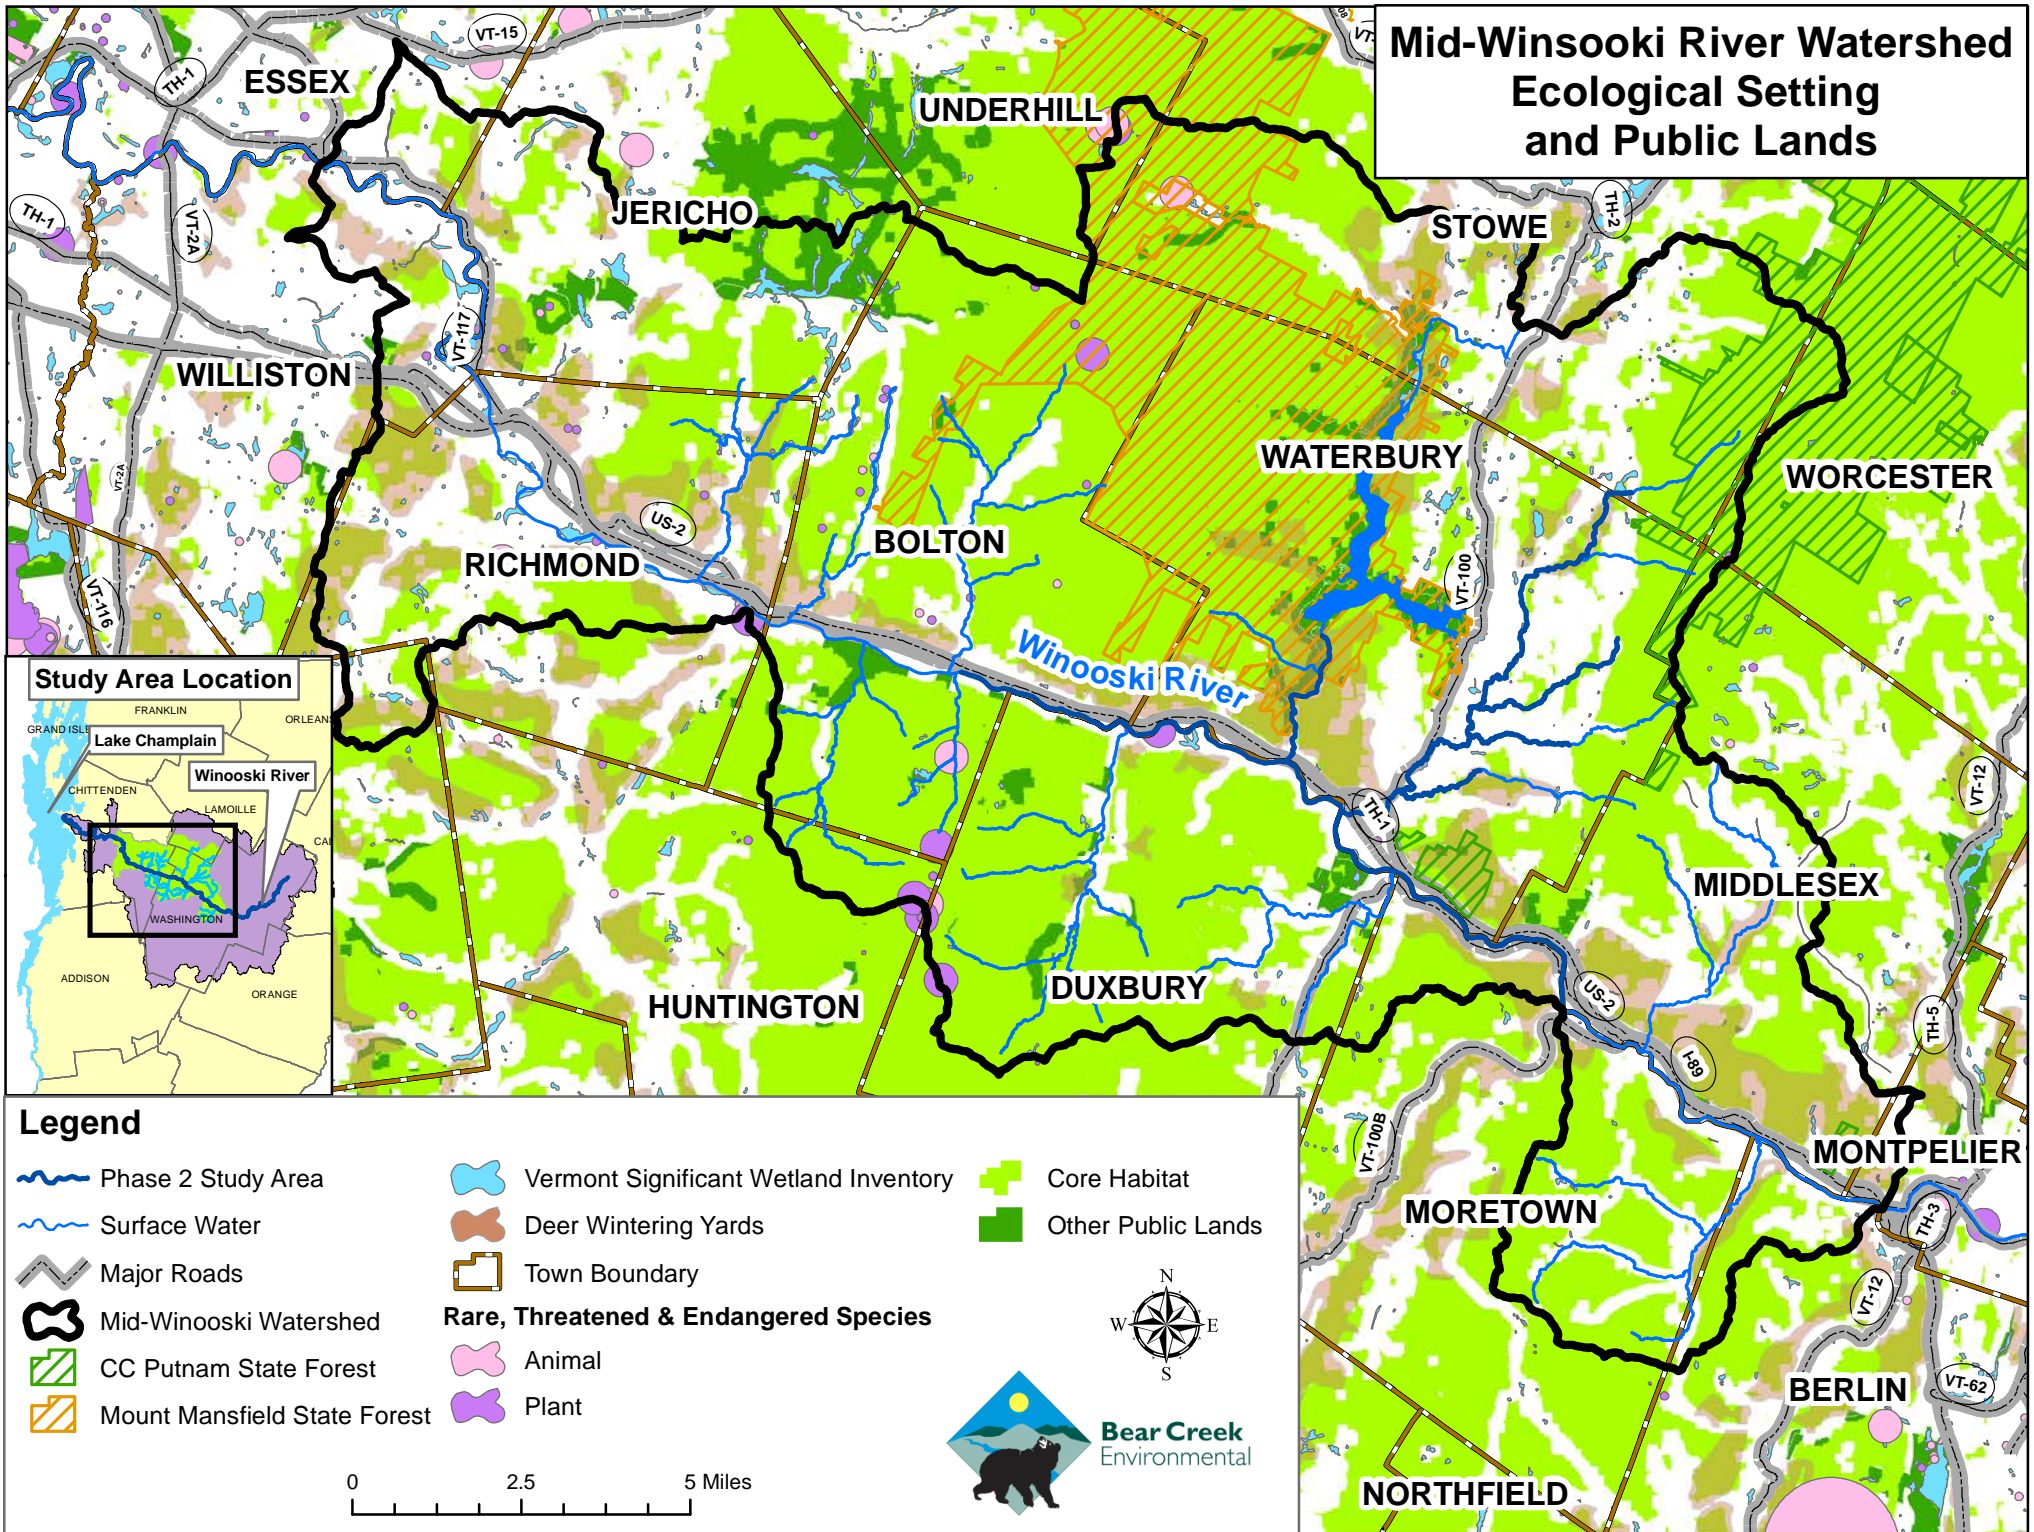 Mid-Winsooki River Watershed
Ecological Setting
and Public Lands
VT-15
TH-1
ESSEX
UNDERHILL
JERICHO
STOWE
TH-2
TH-1
VT-2A
VT-117
WILLISTON
WATERBURY
WORCESTER
VT-2A
US-2
BOLTON
RICHMOND
VT-100
VT-116
Winooski River
TH-1
VT-12
MIDDLESEX
DUXBURY
HUNTINGTON
US-2
TH-5
I-89
VT-100B
MONTPELIER
MORETOWN
TH-3
VT-12
BERLIN
VT-62
NORTHFIELD
Study Area Location
FRANKLIN
GRAND ISLE
ORLEANS
Lake Champlain
Winooski River
CHITTENDEN
LAMOILLE
CAL
WASHINGTON
ADDISON
ORANGE
Legend
Phase 2 Study Area
Surface Water
Major Roads
Mid-Winooski Watershed
CC Putnam State Forest
Mount Mansfield State Forest
Vermont Significant Wetland Inventory
Deer Wintering Yards
Town Boundary
Rare, Threatened & Endangered Species
Animal
Plant
Core Habitat
Other Public Lands
N
W E
S
0 2.5 5 Miles
Bear Creek
Environmental